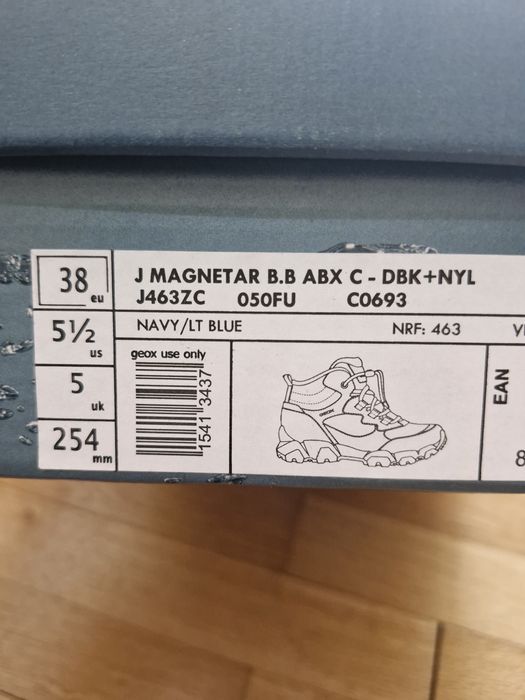 38 eu
J MAGNETAR B.B ABX C - DBK+NYL
J463ZC 050FU C0693
5½ us
NAVY/LT BLUE NRF: 463
5 uk
geox use only
1541 3437
EAN
254 mm
8